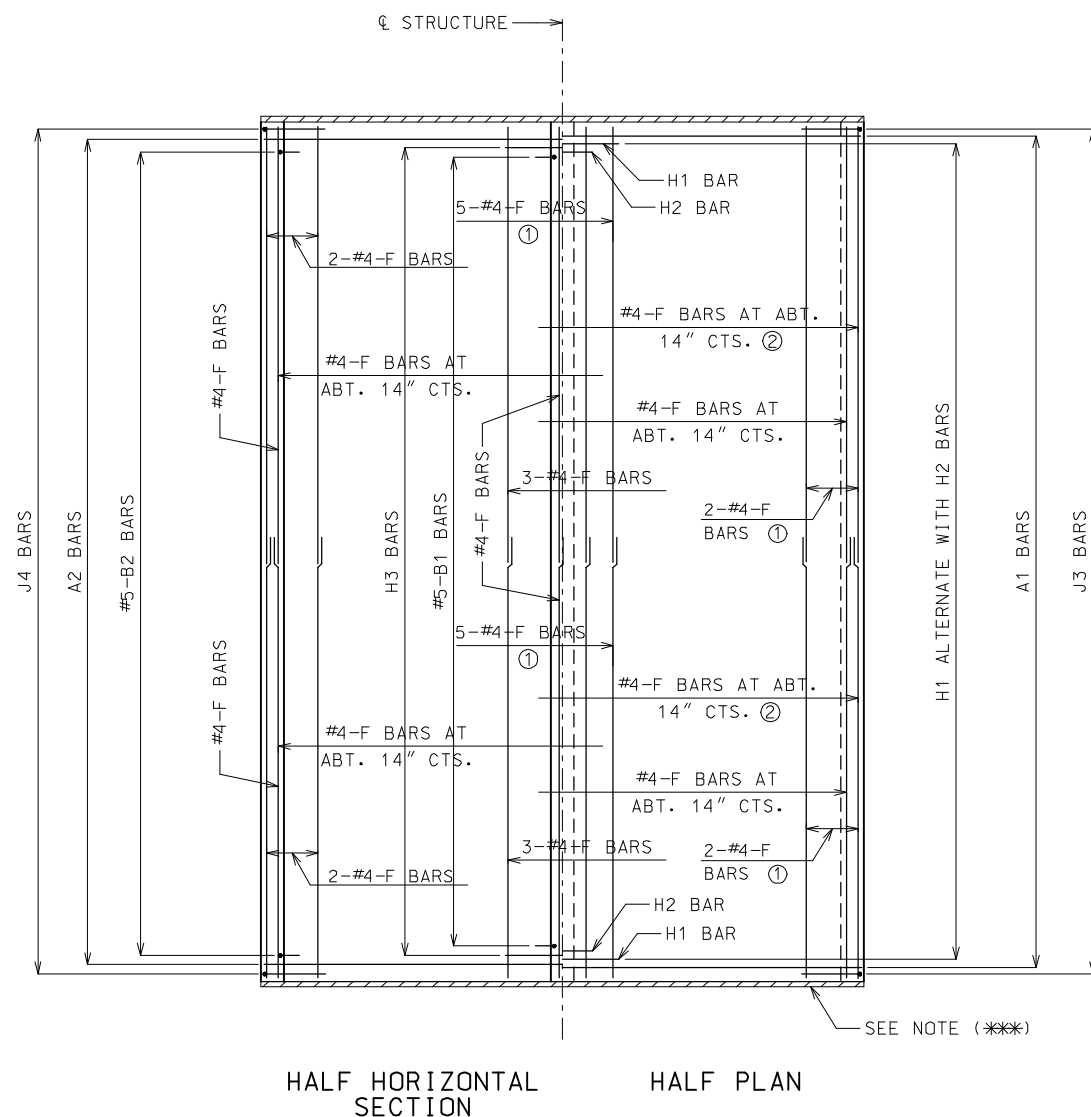 ℄ STRUCTURE
H1 BAR
H2 BAR
5-#4-F BARS
①
2-#4-F BARS
#4-F BARS AT ABT.
14" CTS. ②
#4-F BARS
#4-F BARS AT
ABT. 14" CTS.
#4-F BARS AT
ABT. 14" CTS.
3-#4-F BARS
#4-F BARS
2-#4-F
BARS ①
J4 BARS
A2 BARS
#5-B2 BARS
H3 BARS
#5-B1 BARS
H1 ALTERNATE WITH H2 BARS
A1 BARS
J3 BARS
5-#4-F BARS
①
#4-F BARS AT ABT.
14" CTS. ②
#4-F BARS
#4-F BARS AT
ABT. 14" CTS.
#4-F BARS AT
ABT. 14" CTS.
3-#4-F BARS
2-#4-F
BARS ①
2-#4-F BARS
H2 BAR
H1 BAR
SEE NOTE (***)
HALF HORIZONTAL
SECTION
HALF PLAN